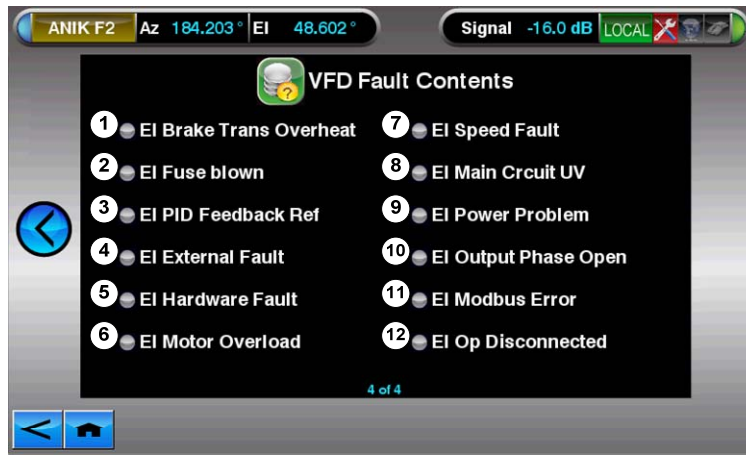 ANIK F2 Az 184.203° El 48.602° Signal -16.0 dB LOCAL
? VFD Fault Contents
1 El Brake Trans Overheat
2 El Fuse blown
3 El PID Feedback Ref
4 El External Fault
5 El Hardware Fault
6 El Motor Overload
7 El Speed Fault
8 El Main Crcuit UV
9 El Power Problem
10 El Output Phase Open
11 El Modbus Error
12 El Op Disconnected
4 of 4